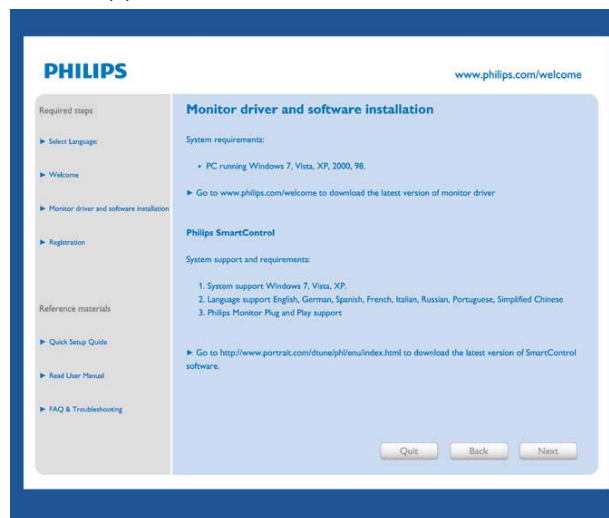 PHILIPS
www.philips.com/welcome
Required steps
▶ Select Language:
▶ Welcome
▶ Monitor driver and software installation
▶ Registration
Reference materials
▶ Quick Setup Guide
▶ Read User Manual
▶ FAQ & Troubleshooting
Monitor driver and software installation
System requirements:
• PC running Windows 7, Vista, XP, 2000, 98.
▶ Go to www.philips.com/welcome to download the latest version of monitor driver
Philips SmartControl
System support and requirements:
1. System support Windows 7, Vista, XP.
2. Language support English, German, Spanish, French, Italian, Russian, Portuguese, Simplified Chinese
3. Philips Monitor Plug and Play support
▶ Go to http://www.portrait.com/dtune/phl/enu/index.html to download the latest version of SmartControl
software.
Quit
Back
Next